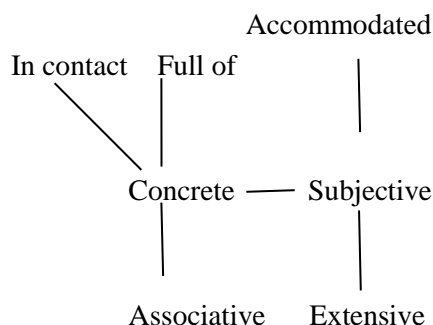 Accommodated
In contact Full of
Concrete Subjective
Associative Extensive